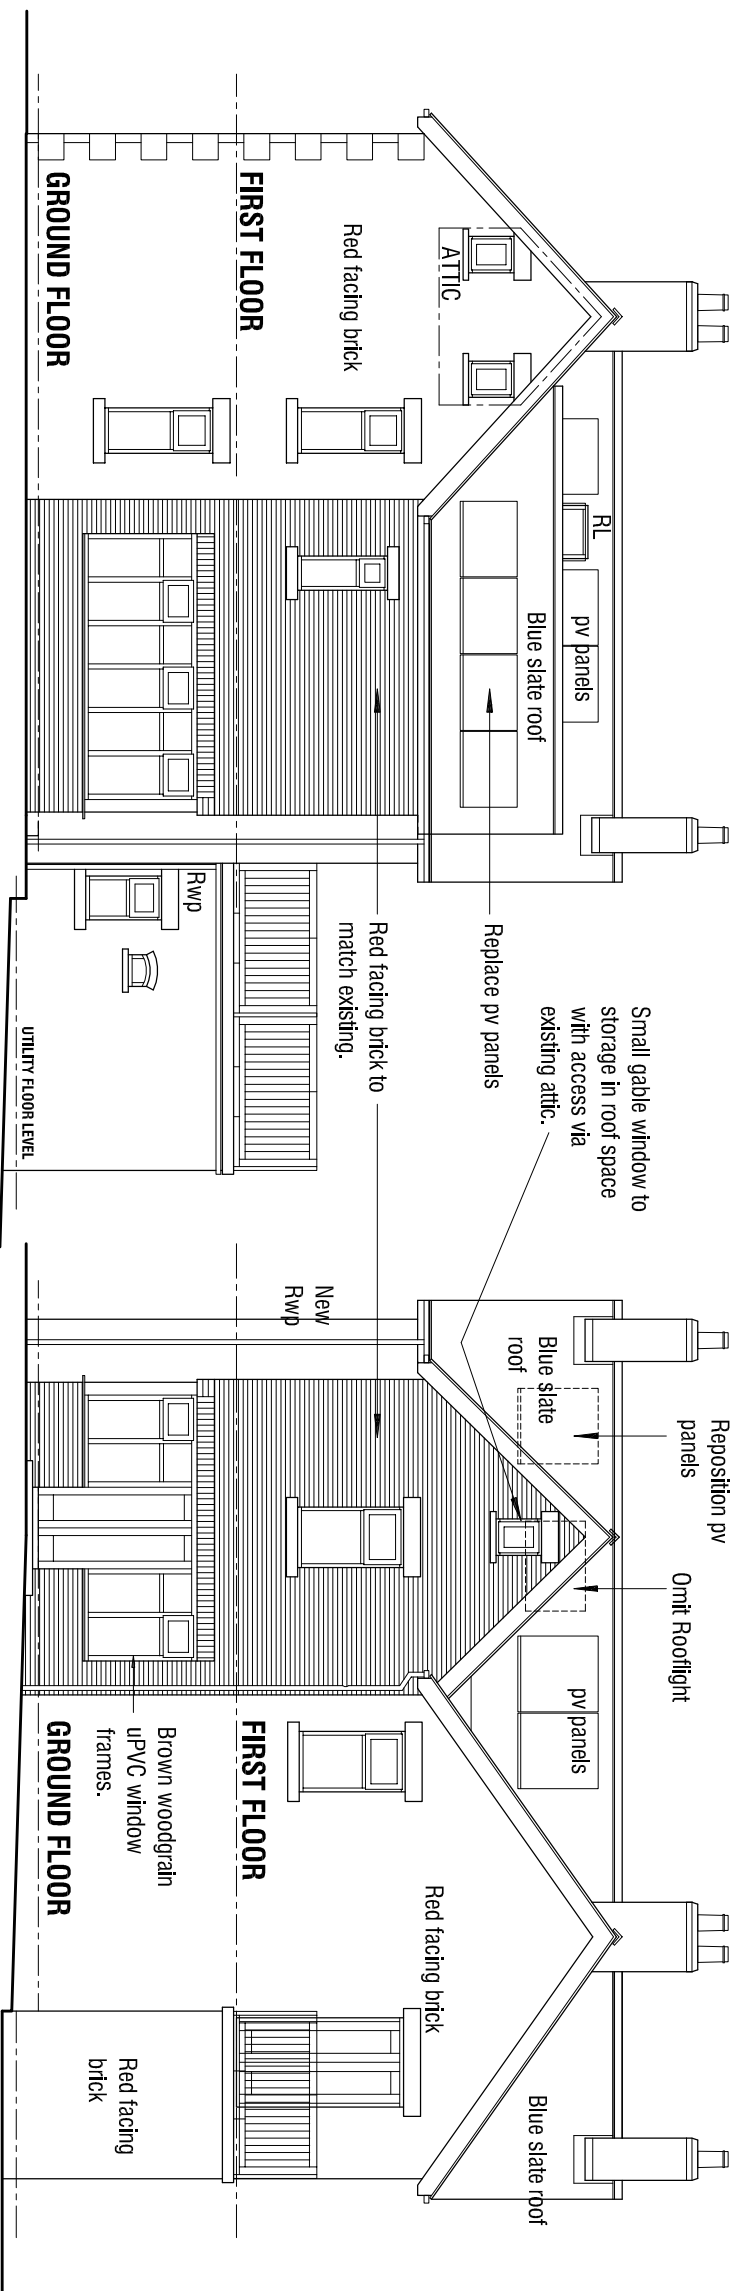 RL
pv panels
Blue slate roof
ATTIC
Red facing brick
FIRST FLOOR
GROUND FLOOR
Replace pv panels
Red facing brick to
match existing.
Rwp
UTILITY FLOOR LEVEL
Small gable window to
storage in roof space
with access via
existing attic.
Reposition pv
panels
Omit Rooflight
Blue slate
roof
pv panels
New
Rwp
Brown woodgrain
uPVC window
frames.
FIRST FLOOR
GROUND FLOOR
Red facing brick
Blue slate roof
Red facing
brick